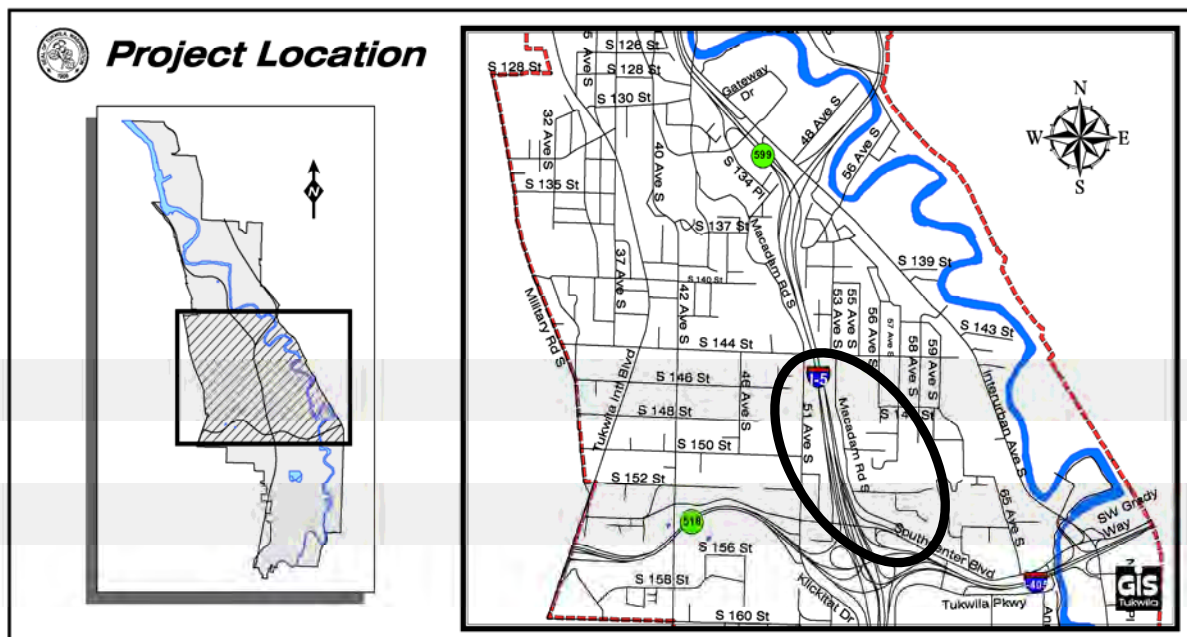 Project Location
N
S 126 St
S 128 St
S 128 St
S 130 St
Gateway
Dr
48 Ave S
56 Ave S
32 Ave S
40 Ave S
599
S 134 Pl
S 135 St
S 137 St
Macadam Rd S
S 139 St
37 Ave S
42 Ave S
S 140 St
Military Rd S
53 Ave S
55 Ave S
56 Ave S
57 Ave S
58 Ave S
59 Ave S
S 143 St
S 144 St
Tukwila Intl Blvd
S 146 St
46 Ave S
I-5
Macadam Rd S
Interurban Ave S
S 148 St
51 Ave S
S 150 St
S 152 St
65 Ave S
SW Grady
Way
518
S 156 St
Southcenter Blvd
S 158 St
Klickitat Dr
I-405
Tukwila Pkwy
S 160 St
N
W E
S
GIS
Tukwila